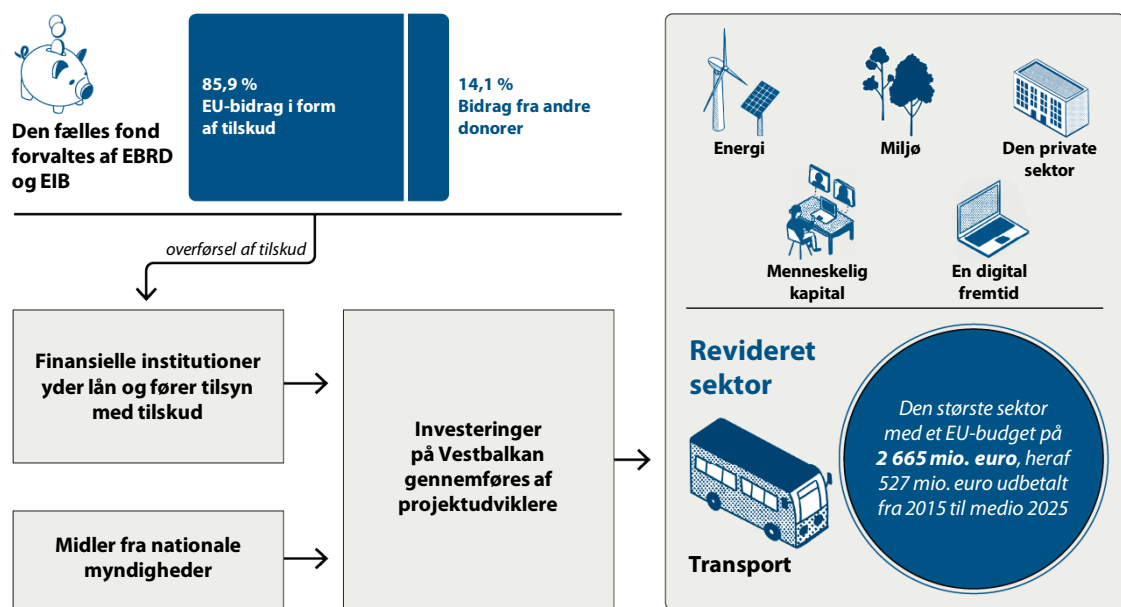 Den fælles fond
forvaltes af EBRD
og EIB
85,9 %
EU-bidrag i form
af tilskud
14,1 %
Bidrag fra andre
donorer
overførsel af tilskud
Finansielle institutioner
yder lån og fører tilsyn
med tilskud
Midler fra nationale
myndigheder
Investeringer
på Vestbalkan
gennemføres af
projektudviklere
Energi
Miljø
Den private
sektor
Menneskelig
kapital
En digital
fremtid
Revideret
sektor
Transport
Den største sektor
med et EU-budget på
2 665 mio. euro, heraf
527 mio. euro udbetalt
fra 2015 til medio 2025